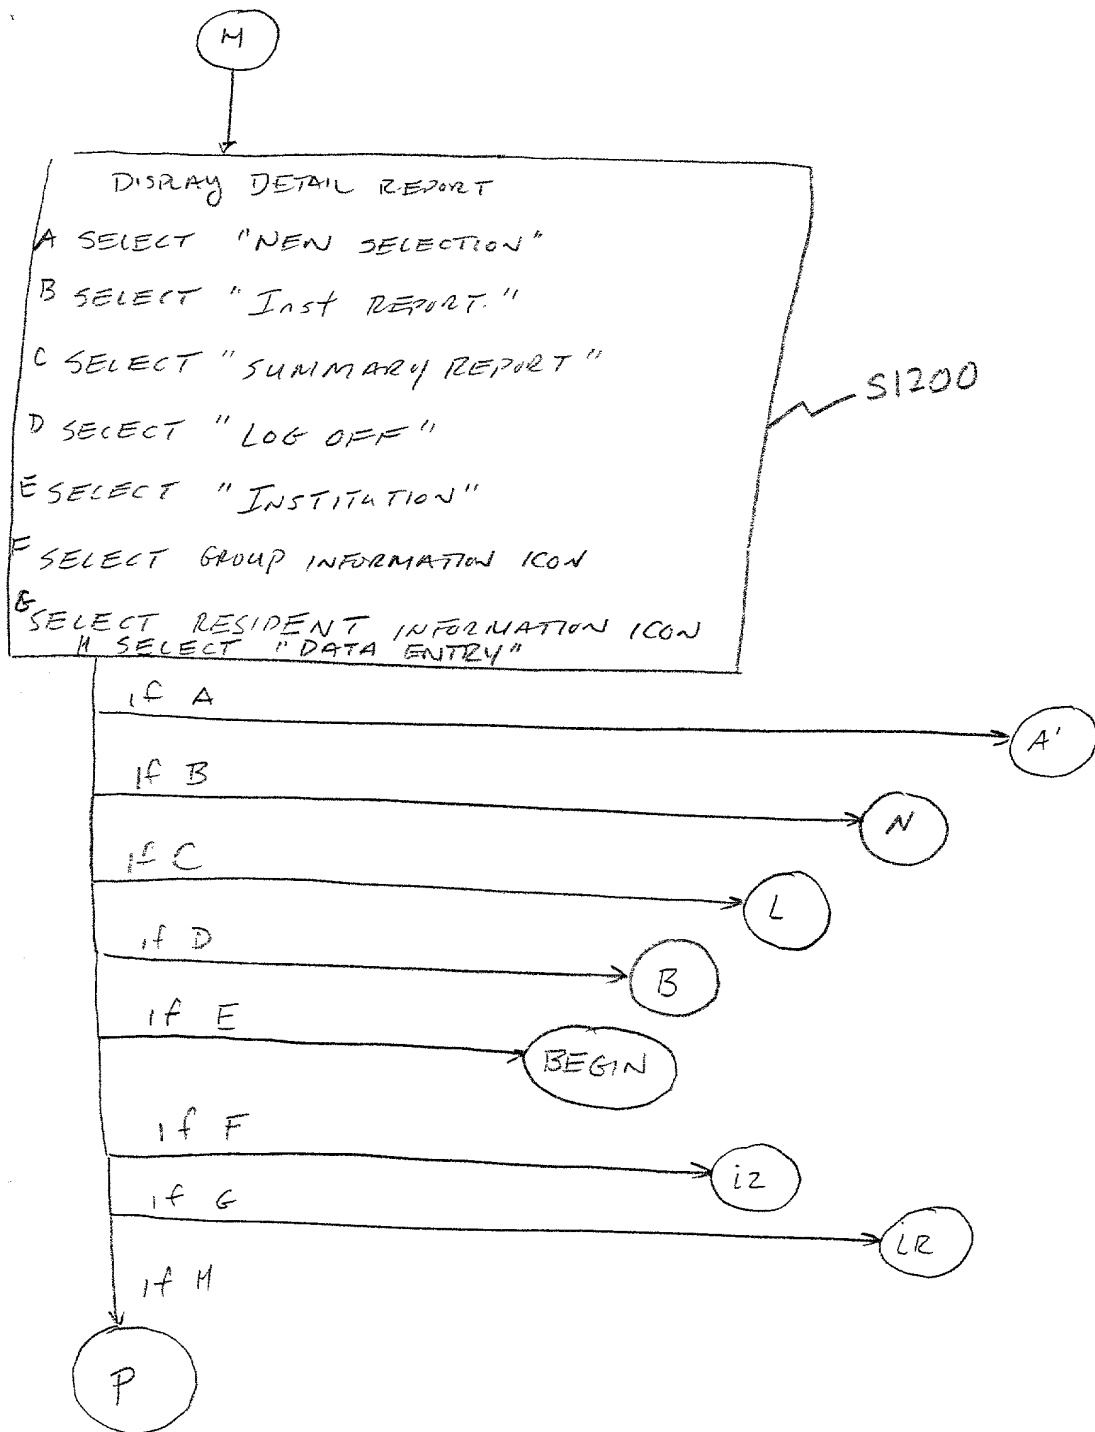 M
DISPLAY DETAIL REPORT
A SELECT "NEW SELECTION"
B SELECT "Inst REPORT."
C SELECT "SUMMARY REPORT"
S1200
D SELECT "LOG OFF"
E SELECT "INSTITUTION"
F SELECT GROUP INFORMATION ICON
G SELECT RESIDENT INFORMATION ICON
H SELECT "DATA ENTRY"
if A
A'
if B
N
if C
L
if D
B
if E
BEGIN
if F
i2
if G
iR
if H
P